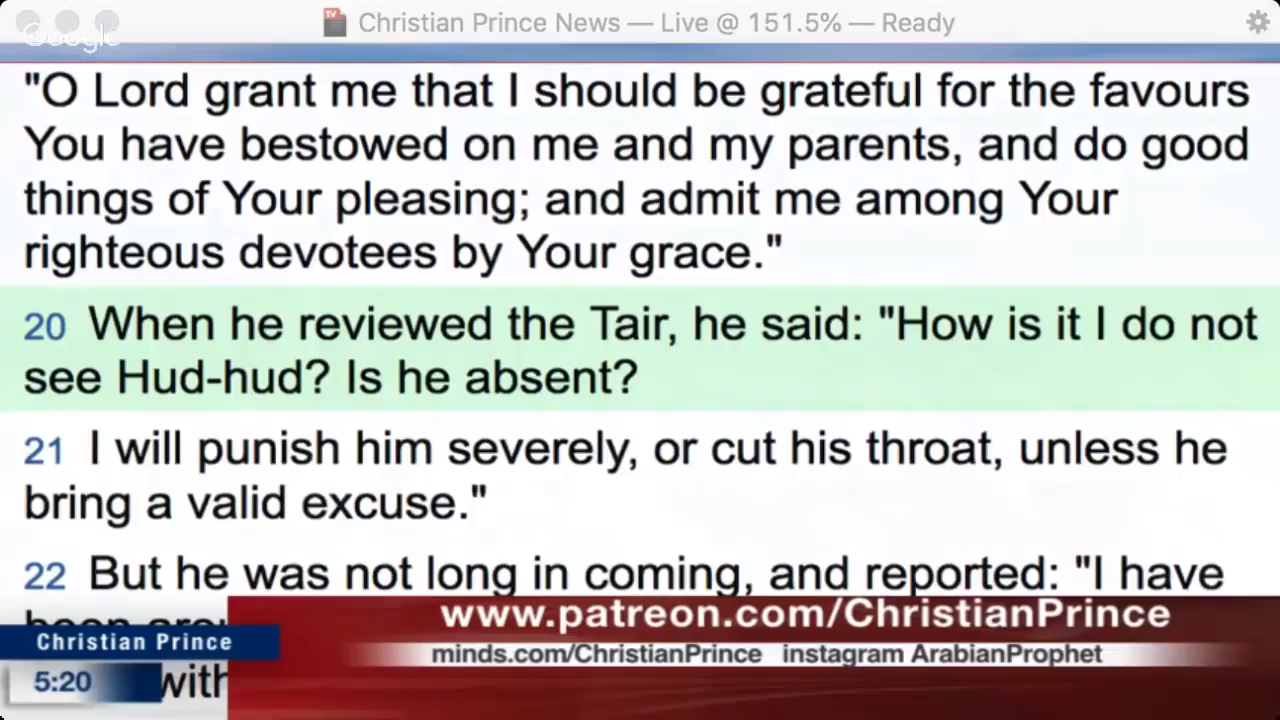 Christian Prince News — Live @ 151.5% — Ready
Google
"O Lord grant me that I should be grateful for the favours
You have bestowed on me and my parents, and do good
things of Your pleasing; and admit me among Your
righteous devotees by Your grace."
20 When he reviewed the Tair, he said: "How is it I do not
see Hud-hud? Is he absent?
21 I will punish him severely, or cut his throat, unless he
bring a valid excuse."
22 But he was not long in coming, and reported: "I have
www.patreon.com/ChristianPrince
Christian Prince
minds.com/ChristianPrince instagram ArabianProphet
5:20
with